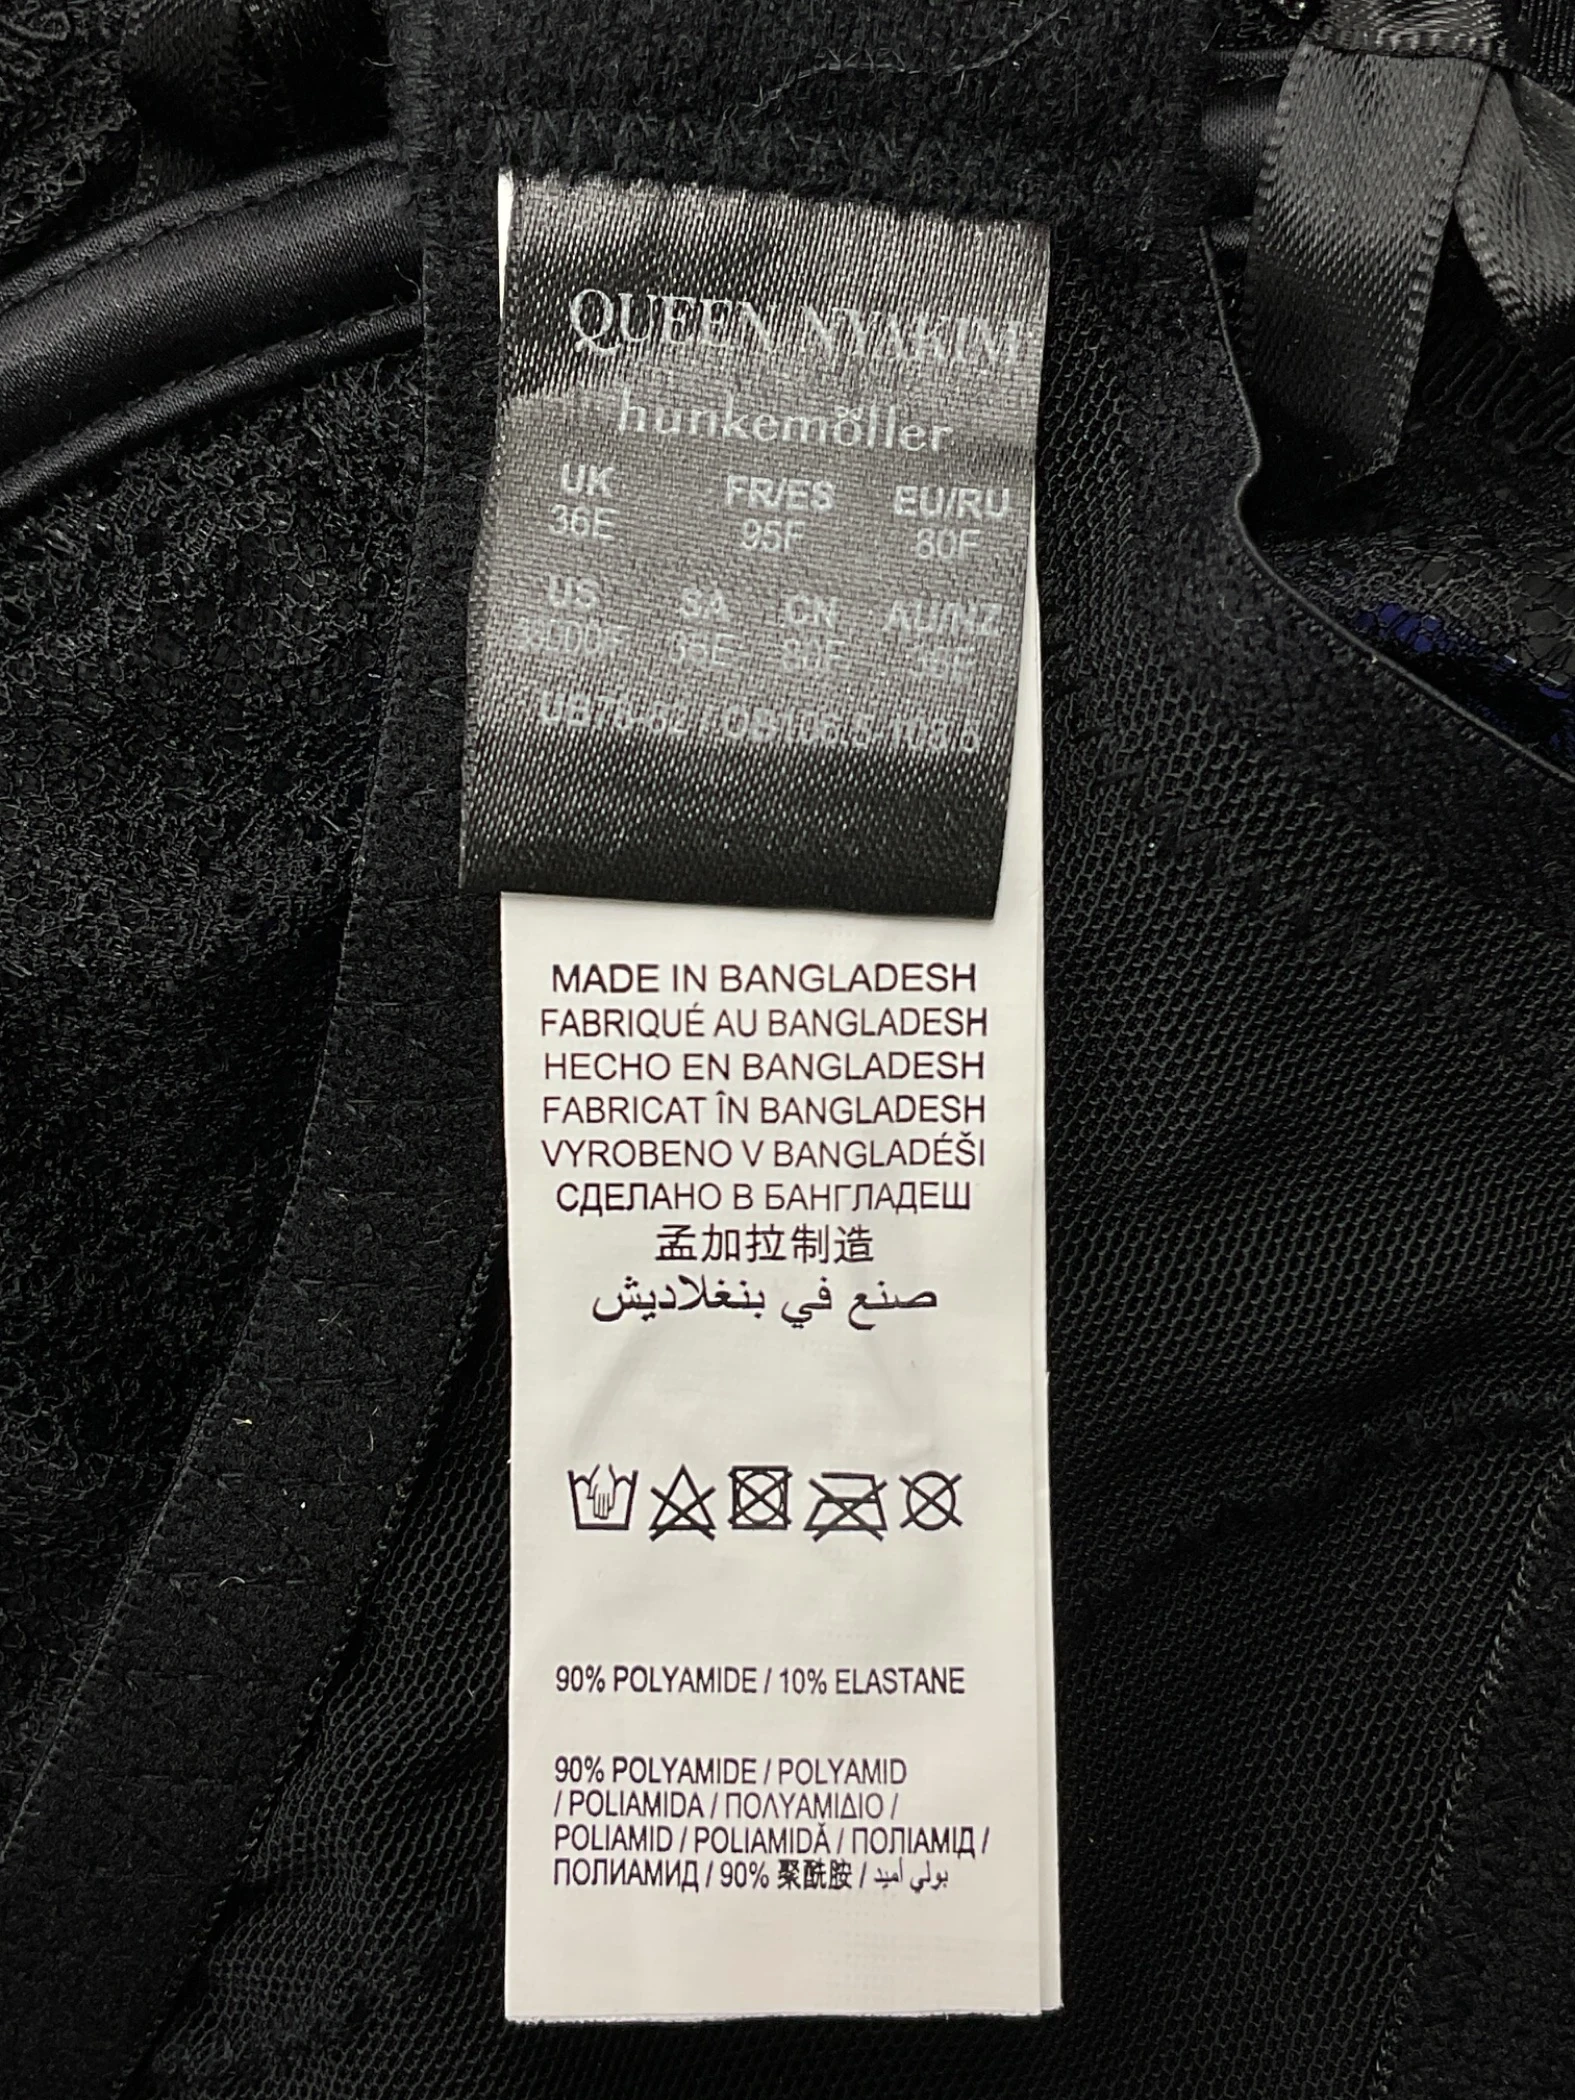 QUEEN NYAKIM
hunkemöller
UK FR/ES EU/RU
36E 95F 80F
US SA CN AU/NZ
36E 80F 36E
MADE IN BANGLADESH
FABRIQUÉ AU BANGLADESH
HECHO EN BANGLADESH
FABRICAT ÎN BANGLADESH
VYROBENO V BANGLADÉŠI
СДЕЛАНО В БАНГЛАДЕШ
孟加拉制造
صنع في بنغلاديش
90% POLYAMIDE / 10% ELASTANE
90% POLYAMIDE / POLYAMID
/ POLIAMIDA / ΠΟΛΥΑΜΙΔΙΟ /
POLIAMID / POLIAMIDĂ / ПОЛІАМІД /
ПОЛИАМИД / 90% 聚酰胺 / بولي أميد